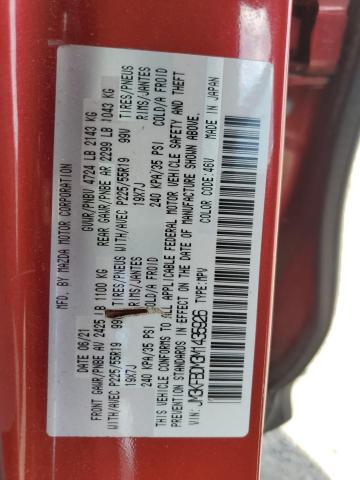 MFD. BY MAZDA MOTOR CORPORATION
DATE 06/21 GVWR/PNBV 4724 LB 2143 KG
FRONT GAWR/PNBE AV 2425 LB 1100 KG REAR GAWR/PNBE AR 2299 LB 1043 KG
WITH/AVEC P225/55R19 99V TIRES/PNEUS WITH/AVEC P225/55R19 99V TIRES/PNEUS
19X7J RIMS/JANTES 19X7J RIMS/JANTES
240 KPA/35 PSI COLD/A FROID 240 KPA/35 PSI COLD/A FROID
THIS VEHICLE CONFORMS TO ALL APPLICABLE FEDERAL MOTOR VEHICLE SAFETY AND THEFT
PREVENTION STANDARDS IN EFFECT ON THE DATE OF MANUFACTURE SHOWN ABOVE.
VIN: JM3KFBDM3M1435926 TYPE:MPV COLOR CODE:46V MADE IN JAPAN